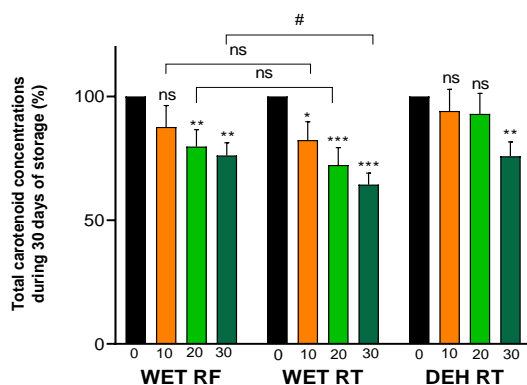 #
ns
ns
ns
ns
ns
**
**
*
***
***
**
100
50
0
Total carotenoid concentrations
during 30 days of storage (%)
0 10 20 30 0 10 20 30 0 10 20 30
WET RF WET RT DEH RT